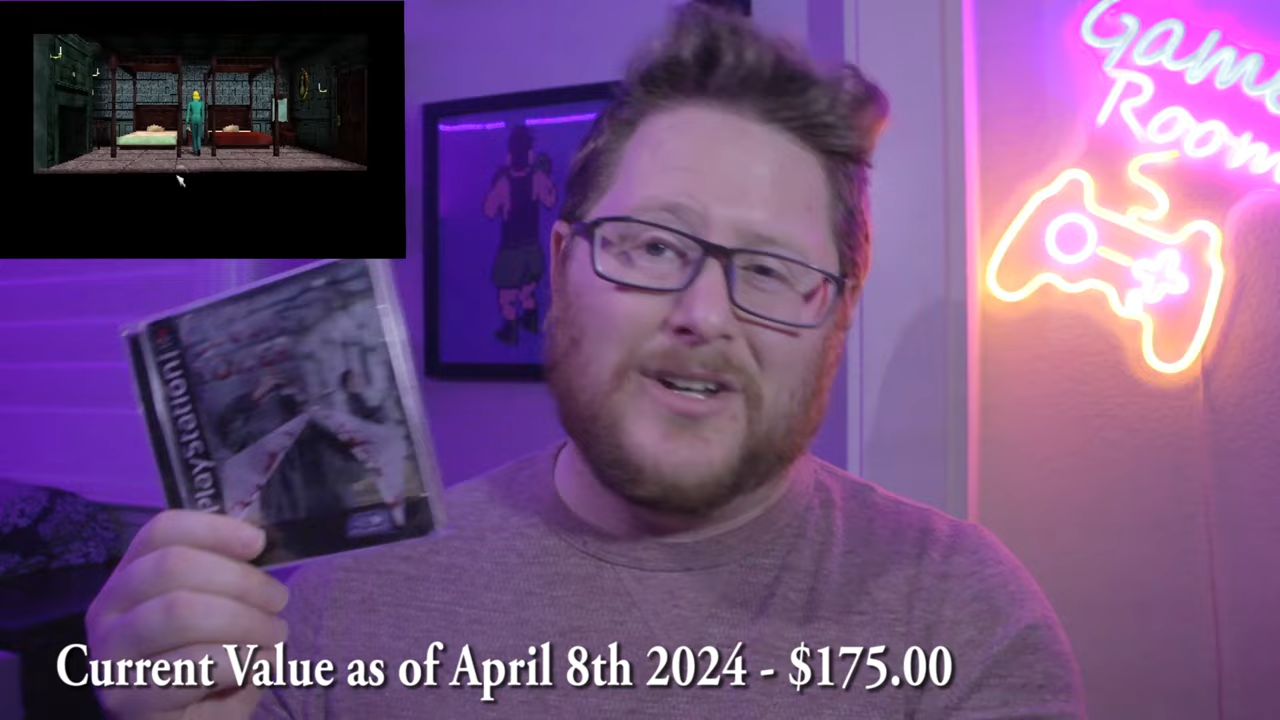 Game
Room
PlayStation
Current Value as of April 8th 2024 - $175.00